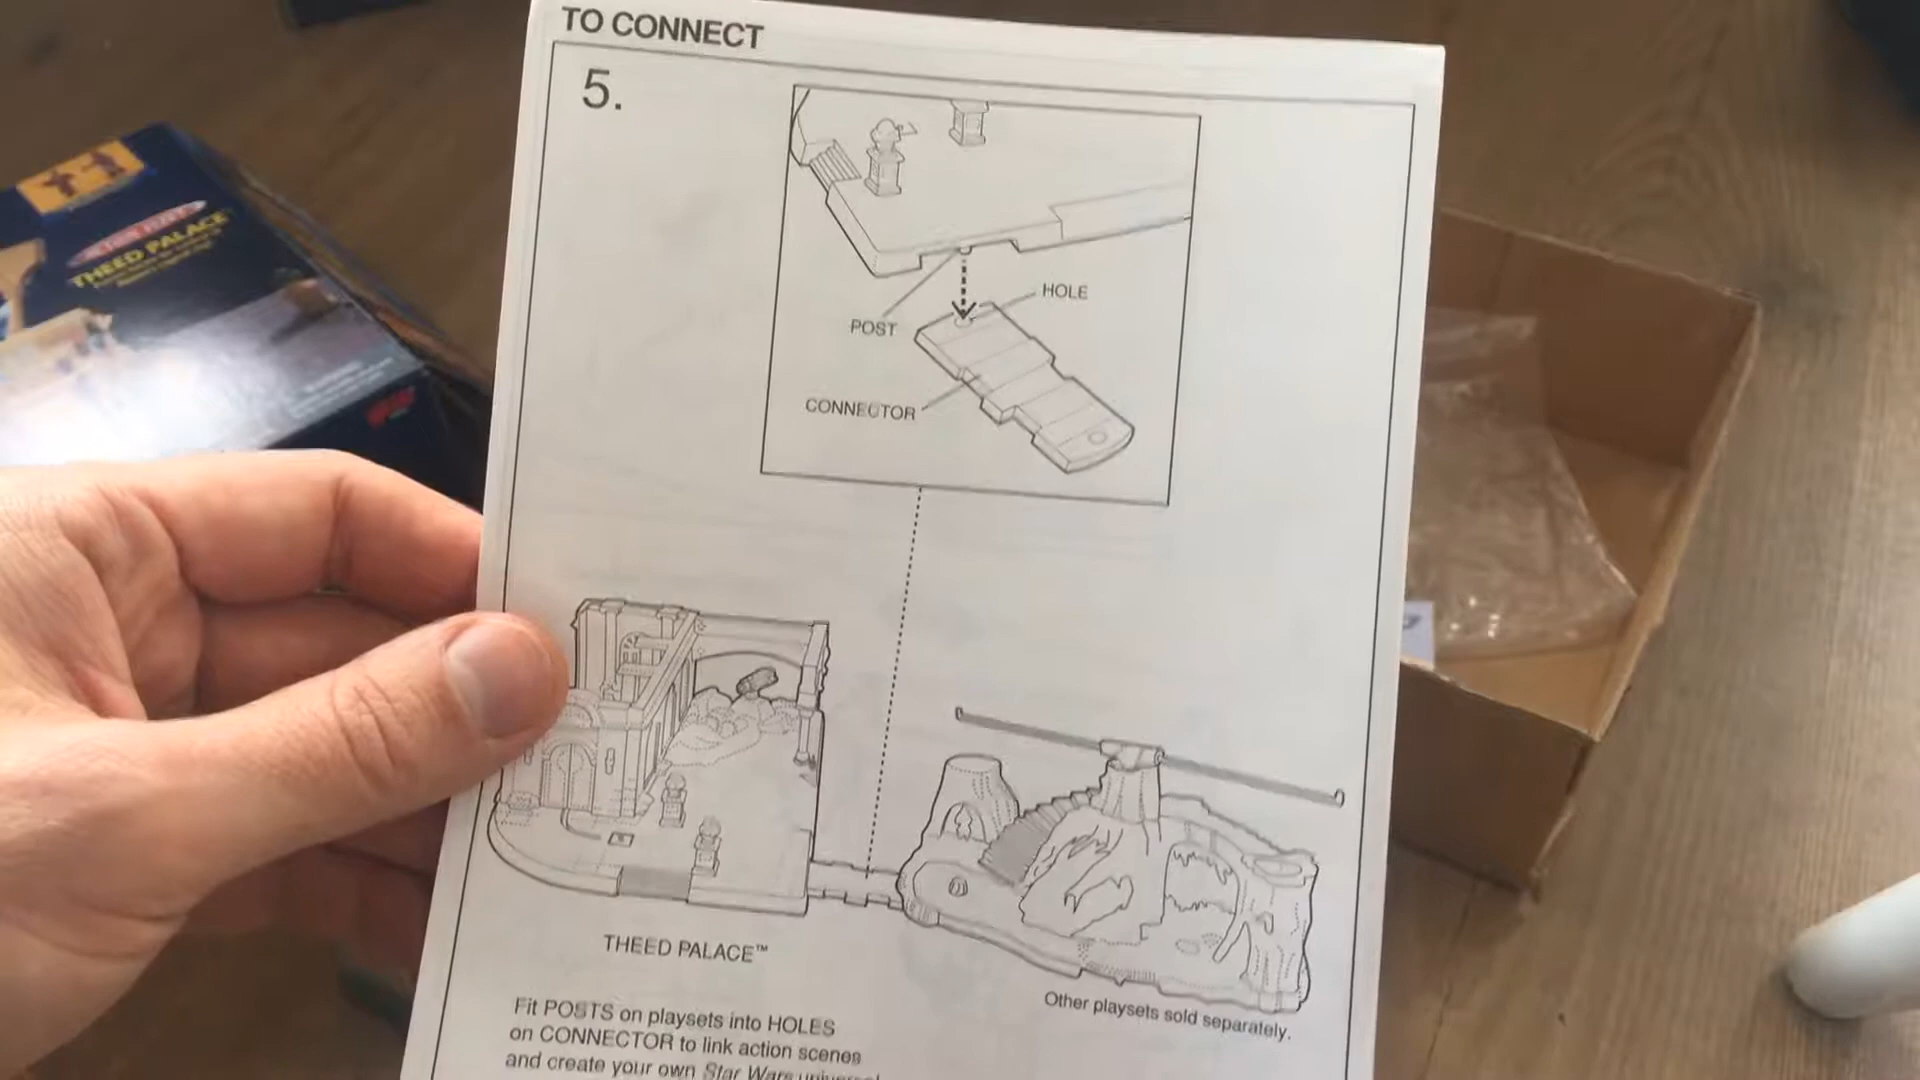 TO CONNECT
5.
HOLE
POST
CONNECTOR
THEED PALACE
THEED PALACE™
Other playsets sold separately.
Fit POSTS on playsets into HOLES
on CONNECTOR to link action scenes
and create your own Star Wars